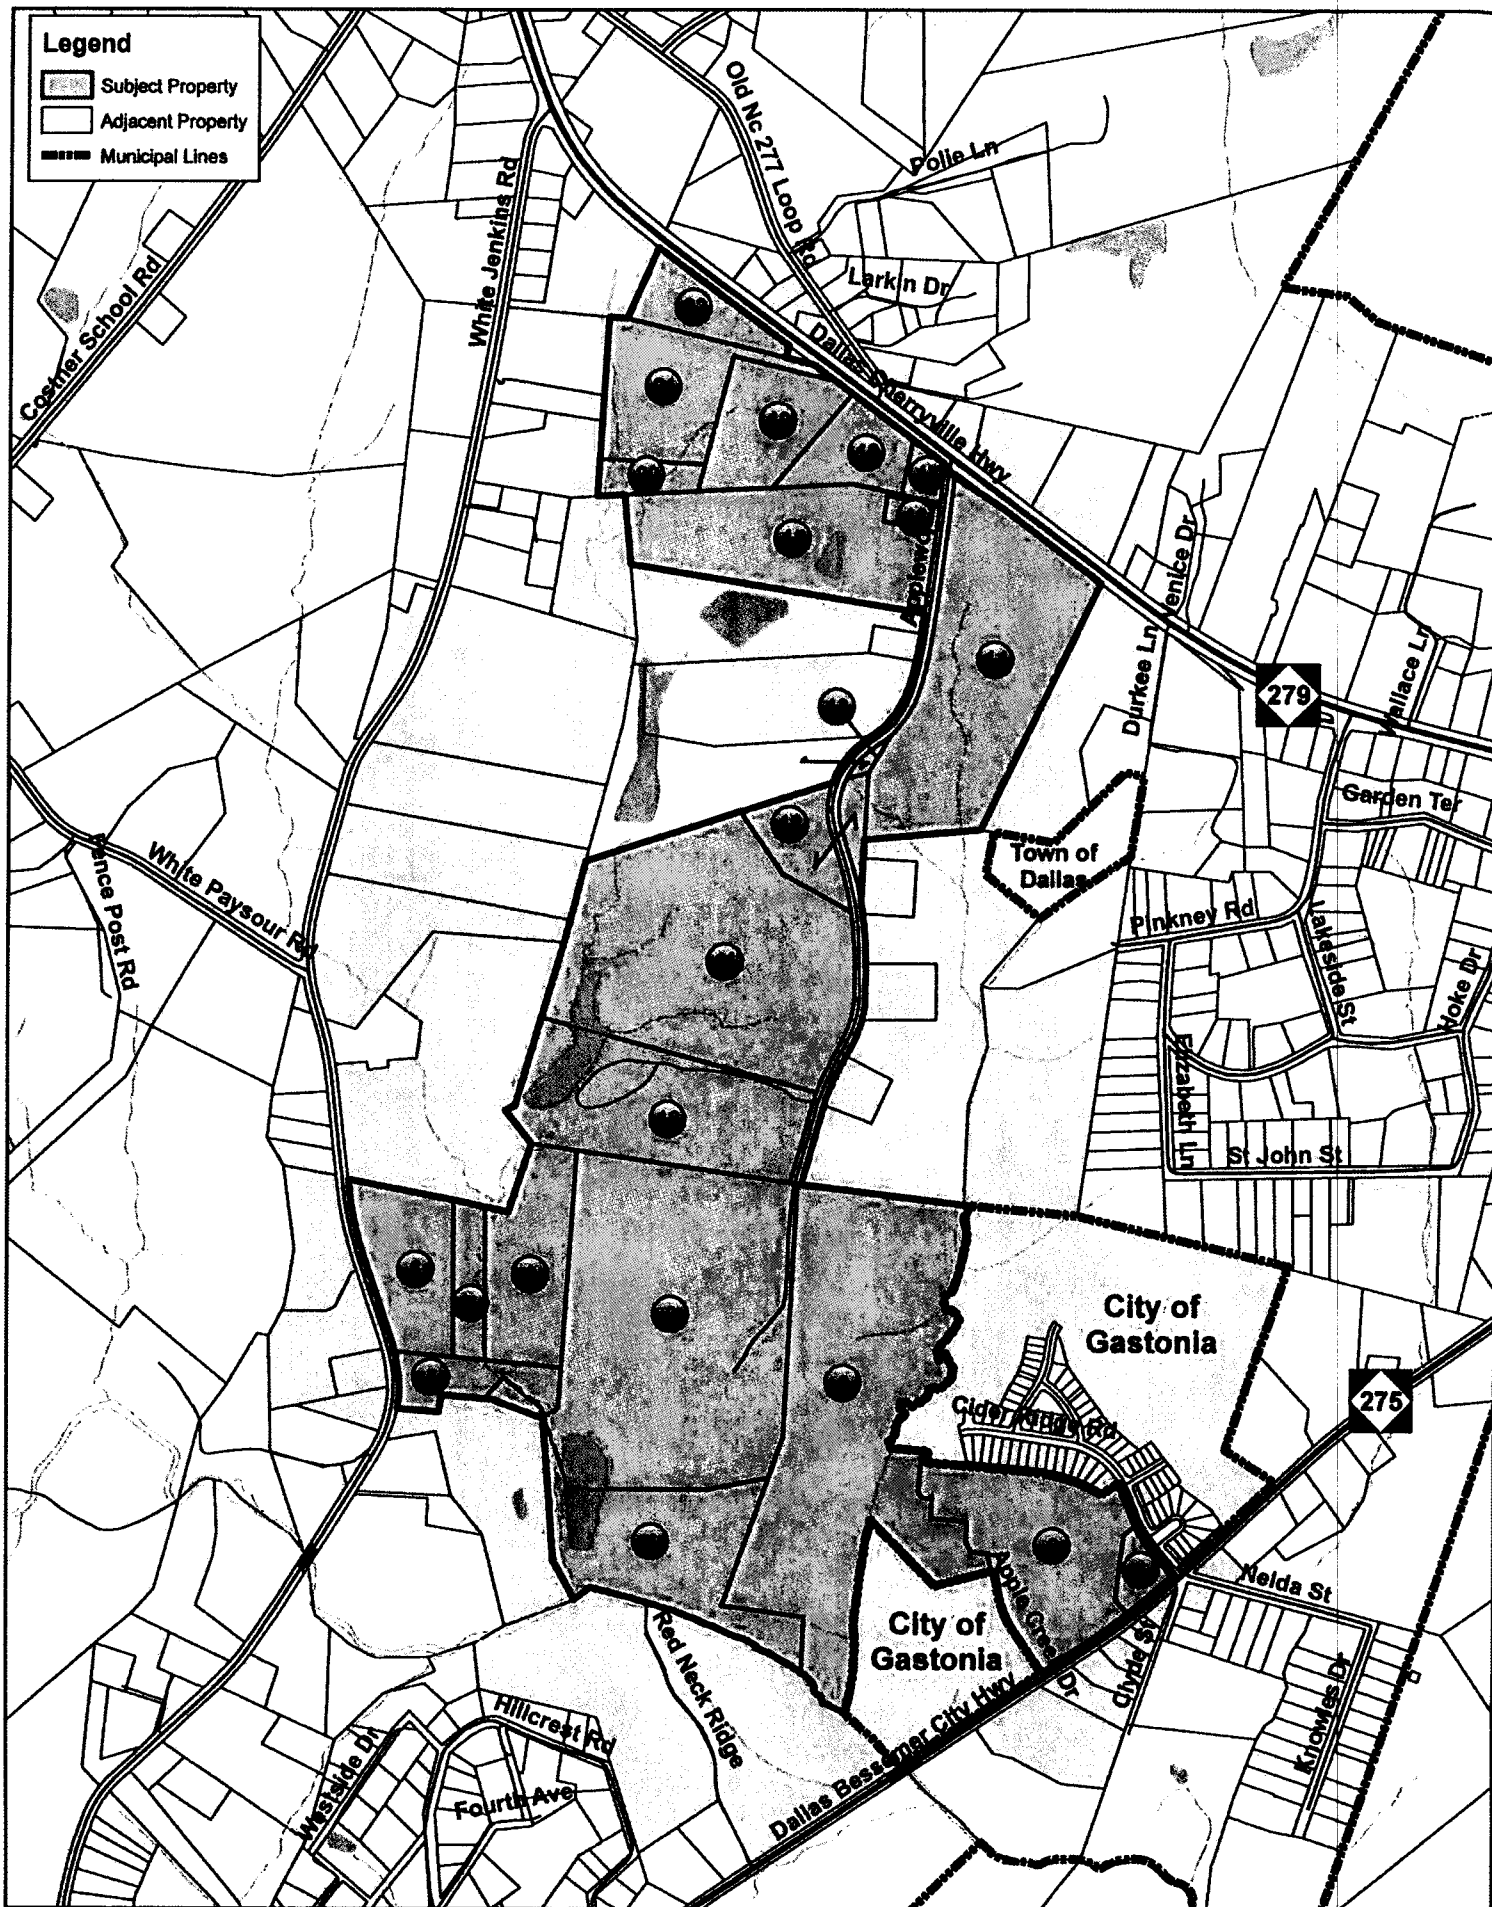 Legend
Subject Property
Adjacent Property
Municipal Lines
Old Nc 277 Loop Rd
Polie Ln
White Jenkins Rd
Larkin Dr
Costner School Rd
Dallas Cherryville Hwy
Venice Dr
Durkee Ln
279
Wallace Ln
Garden Ter
Town of
Dallas
White Paysour Rd
Pinkney Rd
Lakeside St
Hoke Dr
Elizabeth Ln
St John St
City of
Gastonia
275
Cider Ridge Rd
Nelda St
Apple Creek Dr
City of
Gastonia
Clyde St
Red Neck Ridge
Knowles Dr
Hillcrest Rd
Westside Dr
Fourth Ave
Dallas Bessemer City Hwy